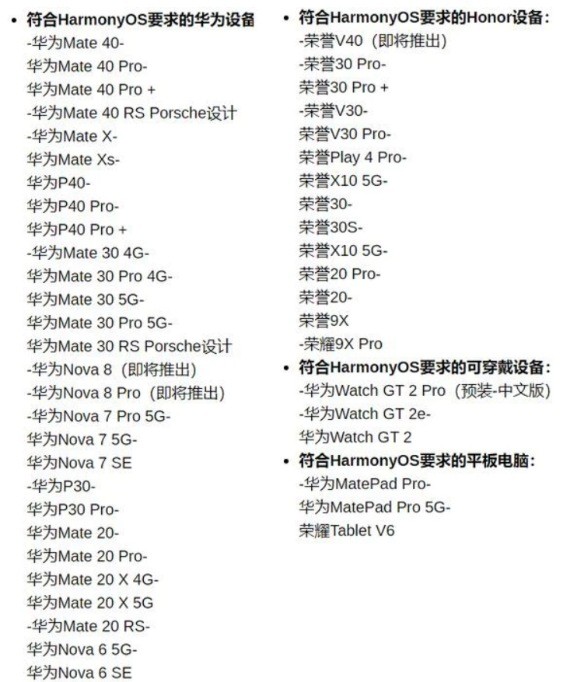 符合HarmonyOS要求的华为设备
-华为Mate 40-
华为Mate 40 Pro-
华为Mate 40 Pro +
-华为Mate 40 RS Porsche设计
-华为Mate X-
华为Mate Xs-
华为P40-
华为P40 Pro-
华为P40 Pro +
-华为Mate 30 4G-
华为Mate 30 Pro 4G-
华为Mate 30 5G-
华为Mate 30 Pro 5G-
华为Mate 30 RS Porsche设计
-华为Nova 8（即将推出）
-华为Nova 8 Pro（即将推出）
-华为Nova 7 Pro 5G-
华为Nova 7 5G-
华为Nova 7 SE
-华为P30-
华为P30 Pro-
华为Mate 20-
华为Mate 20 Pro-
华为Mate 20 X 4G-
华为Mate 20 X 5G
-华为Mate 20 RS-
华为Nova 6 5G-
华为Nova 6 SE
符合HarmonyOS要求的Honor设备：
-荣誉V40（即将推出）
-荣誉30 Pro-
荣誉30 Pro +
-荣誉V30-
荣誉V30 Pro-
荣誉Play 4 Pro-
荣誉X10 5G-
荣誉30-
荣誉30S-
荣誉X10 5G-
荣誉20 Pro-
荣誉20-
荣誉9X
-荣耀9X Pro
符合HarmonyOS要求的可穿戴设备：
-华为Watch GT 2 Pro（预装-中文版）
-华为Watch GT 2e-
华为Watch GT 2
符合HarmonyOS要求的平板电脑：
-华为MatePad Pro-
华为MatePad Pro 5G-
荣耀Tablet V6